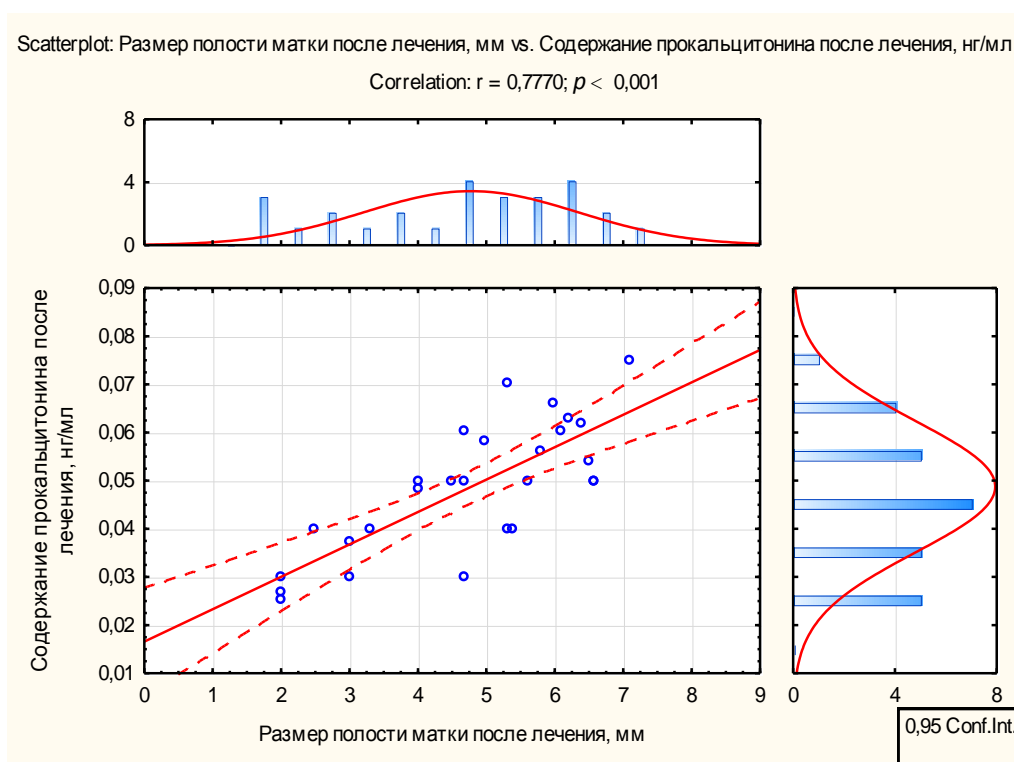 Scatterplot: Размер полости матки после лечения, мм vs. Содержание прокальцитонина после лечения, нг/мл
Correlation: r = 0,7770; p < 0,001
8
4
0
Содержание прокальцитонина после
лечения, нг/мл
0,09
0,08
0,07
0,06
0,05
0,04
0,03
0,02
0,01
0 1 2 3 4 5 6 7 8 9
0 4 8
Размер полости матки после лечения, мм
0,95 Conf.Int.